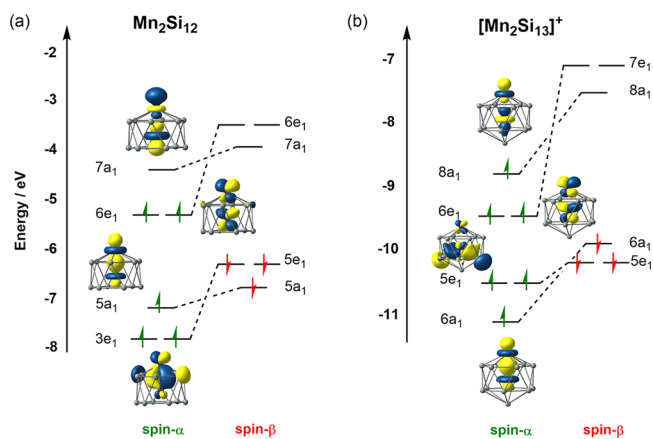 (a)
Mn2Si12
Energy / eV
-2
-3
-4
-5
-6
-7
-8
7a1
6e1
5a1
3e1
6e1
7a1
5e1
5a1
spin-α
spin-β
(b)
[Mn2Si13]+
-7
-8
-9
-10
-11
8a1
6e1
5e1
6a1
7e1
8a1
6a1
5e1
spin-α
spin-β